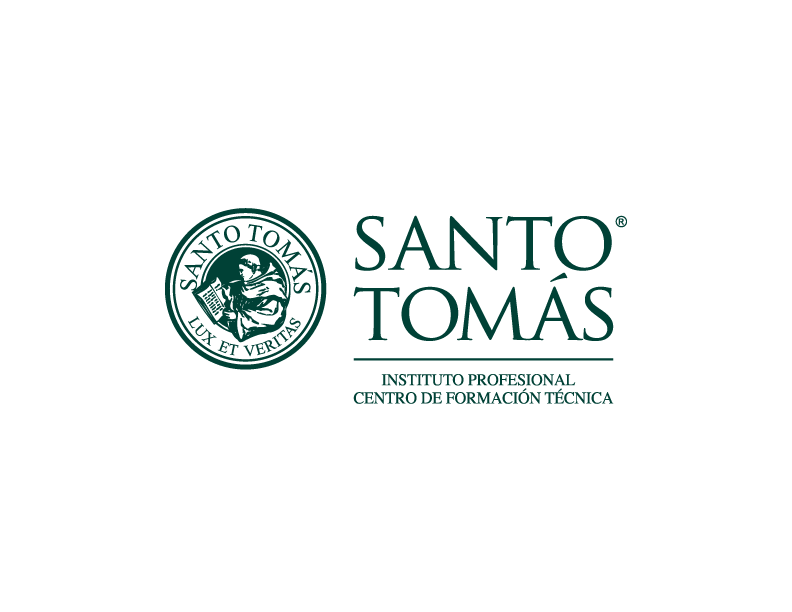 SANTO TOMÁS
LUX ET VERITAS
SANTO®
TOMÁS
INSTITUTO PROFESIONAL
CENTRO DE FORMACIÓN TÉCNICA